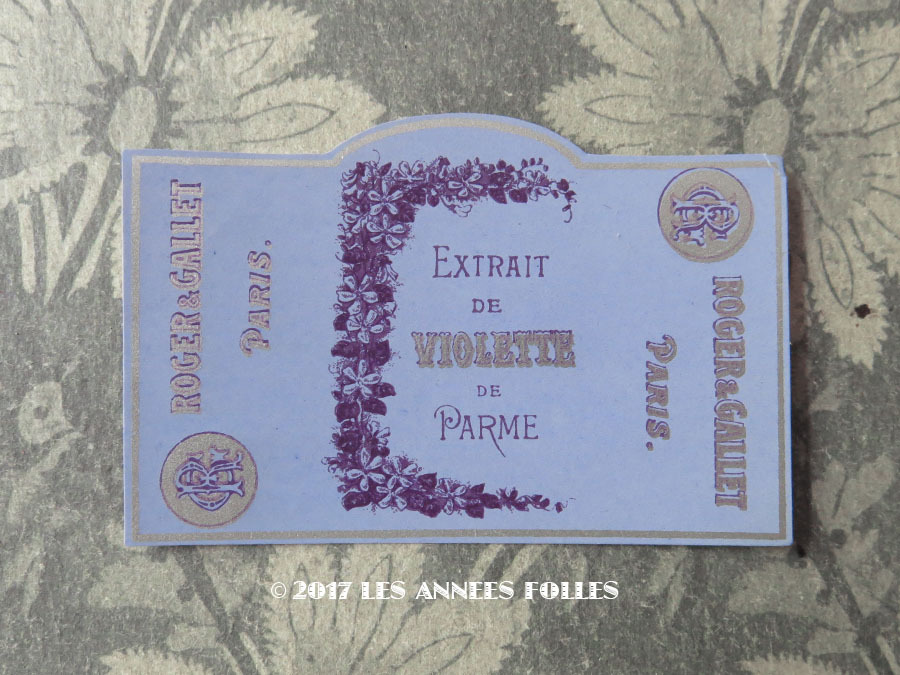 ROGER & GALLET
PARIS.
EXTRAIT
DE
VIOLETTE
DE
PARME
ROGER & GALLET
PARIS.
© 2017 LES ANNEES FOLLES